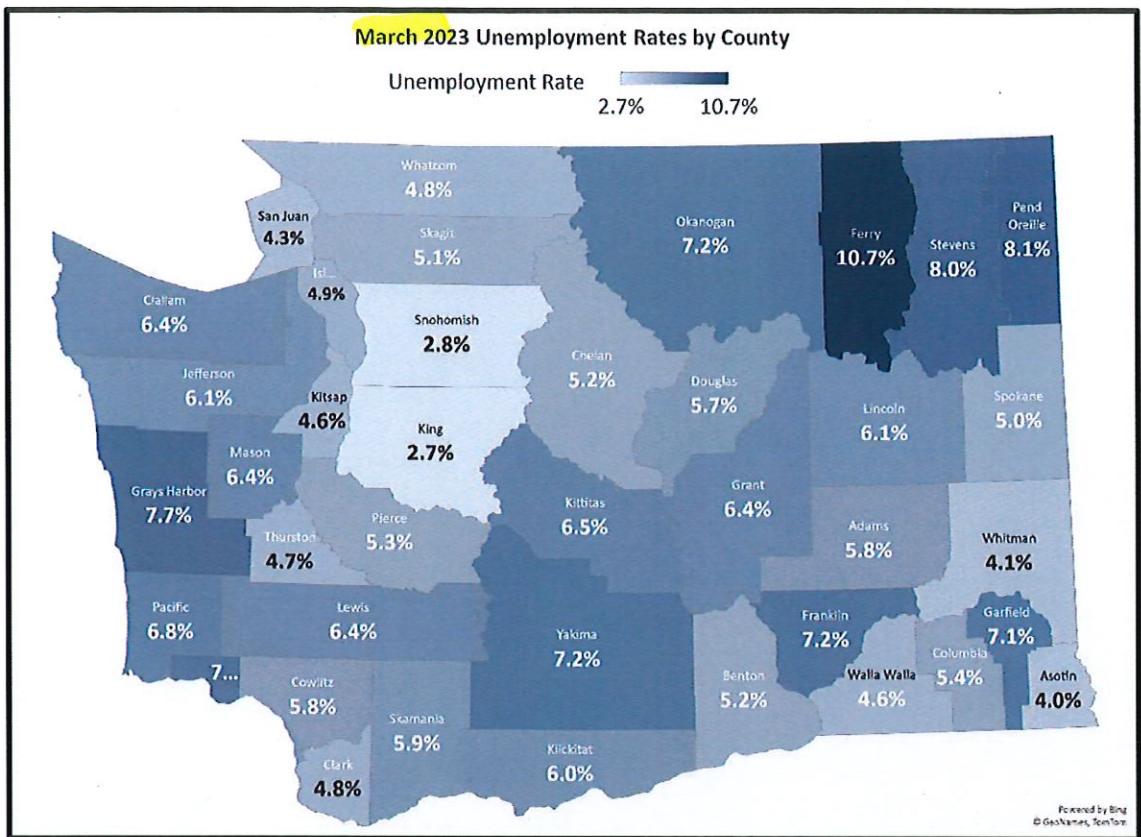 March 2023 Unemployment Rates by County
Unemployment Rate
2.7% 10.7%
Whatcom
4.8%
San Juan
4.3%
Skagit
5.1%
Isl...
4.9%
Okanogan
7.2%
Ferry
10.7%
Stevens
8.0%
Pend
Oreille
8.1%
Clallam
6.4%
Snohomish
2.8%
Chelan
5.2%
Douglas
5.7%
Jefferson
6.1%
Kitsap
4.6%
King
2.7%
Lincoln
6.1%
Spokane
5.0%
Mason
6.4%
Grays Harbor
7.7%
Kittitas
6.5%
Grant
6.4%
Pierce
5.3%
Thurston
4.7%
Adams
5.8%
Whitman
4.1%
Pacific
6.8%
Lewis
6.4%
Yakima
7.2%
Franklin
7.2%
Garfield
7.1%
Columbia
5.4%
7...
Cowlitz
5.8%
Skamania
5.9%
Benton
5.2%
Walla Walla
4.6%
Asotin
4.0%
Clark
4.8%
Klickitat
6.0%
Powered by Bing
© GeoNames, TomTom